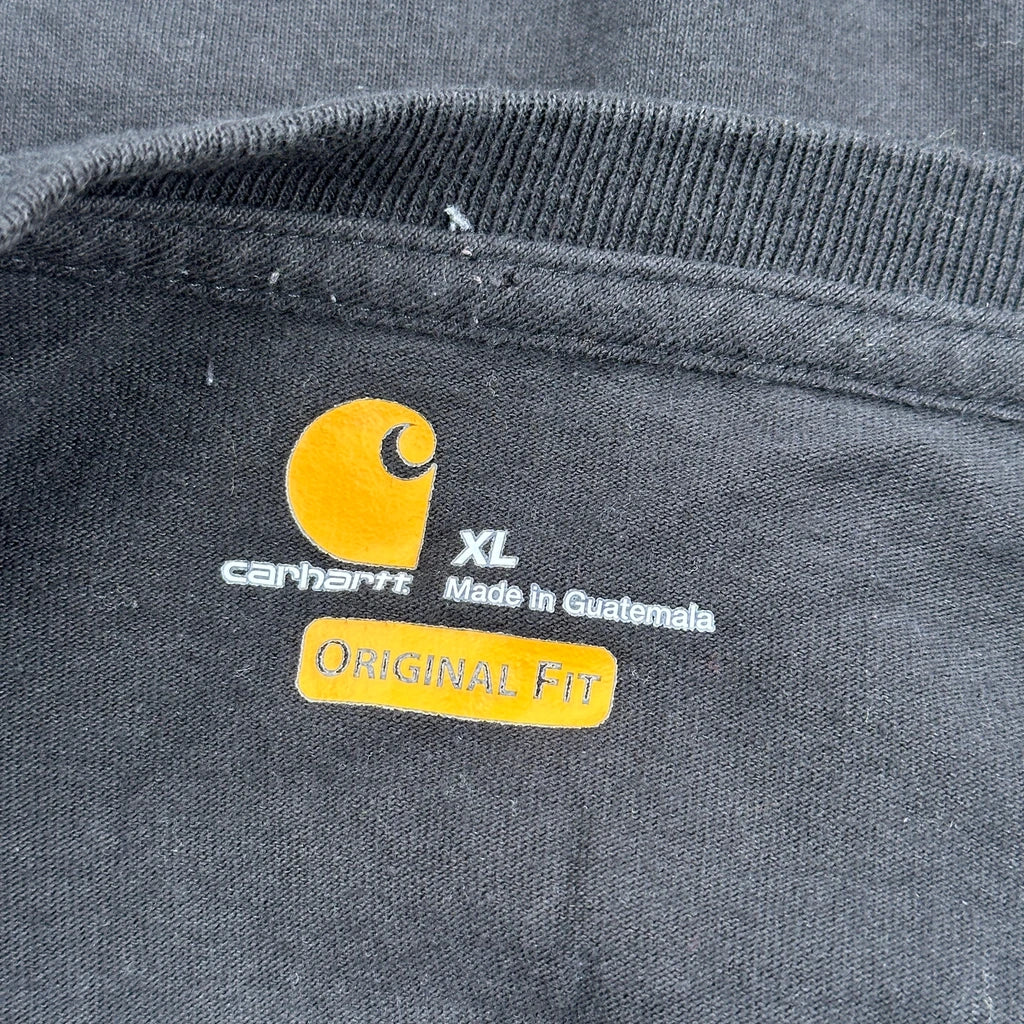 carhartt
XL
Made in Guatemala
ORIGINAL FIT